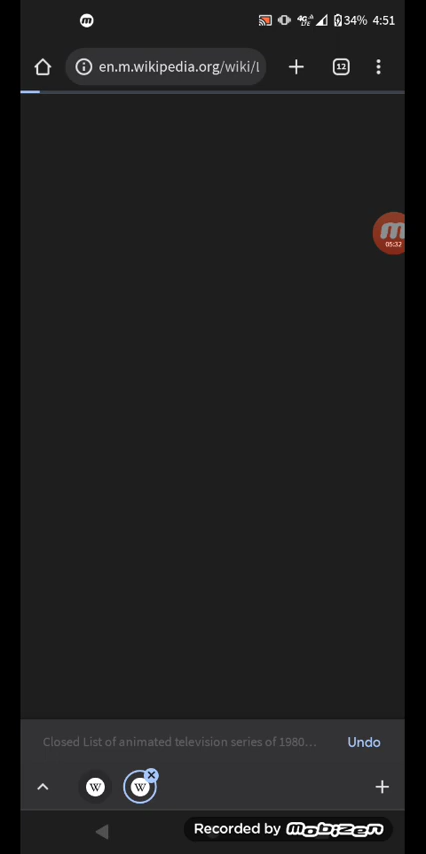 34% 4:51
en.m.wikipedia.org/wiki/l
12
05:32
Closed List of animated television series of 1980… Undo
Recorded by mobizen